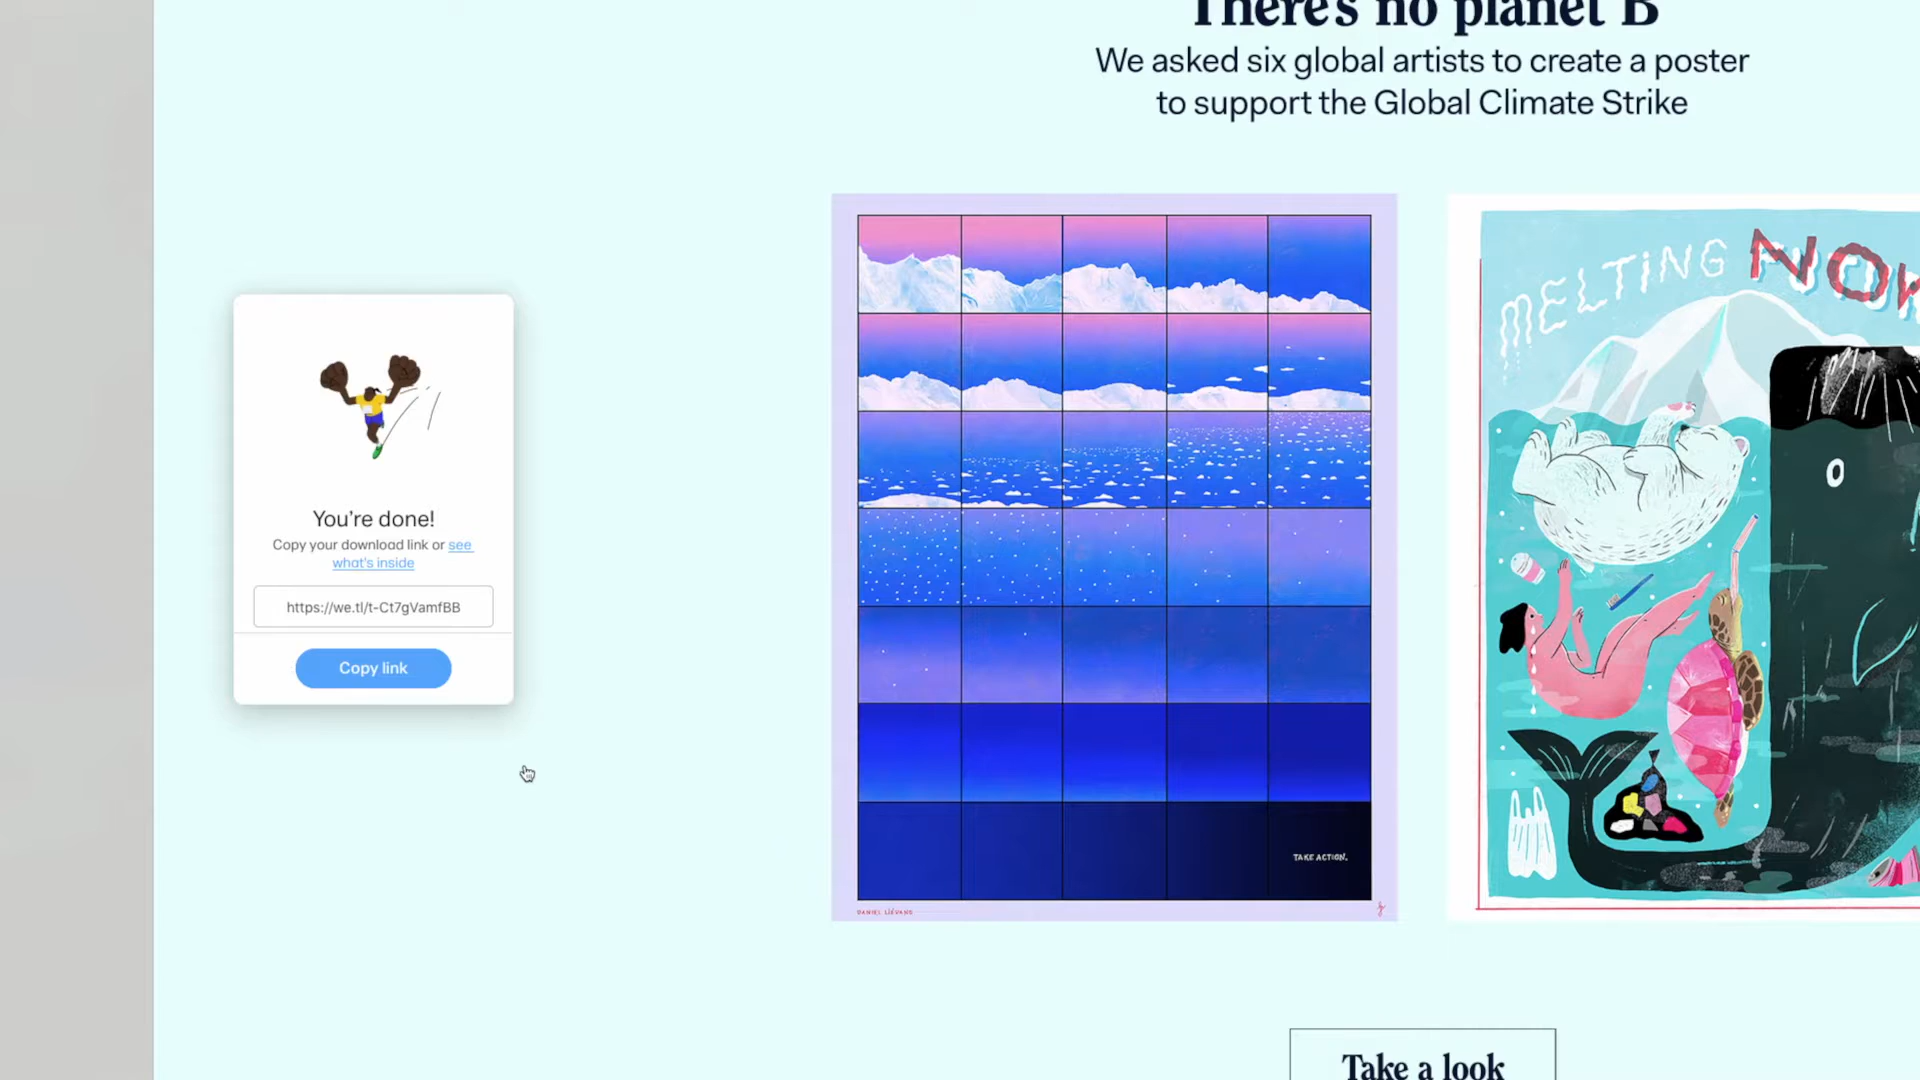 There's no planet B
We asked six global artists to create a poster
to support the Global Climate Strike
You're done!
Copy your download link or see
what's inside
https://we.tl/t-Ct7gVamfBB
Copy link
TAKE ACTION.
DANIEL LIÉVANO
MELTING
NOW
Take a look